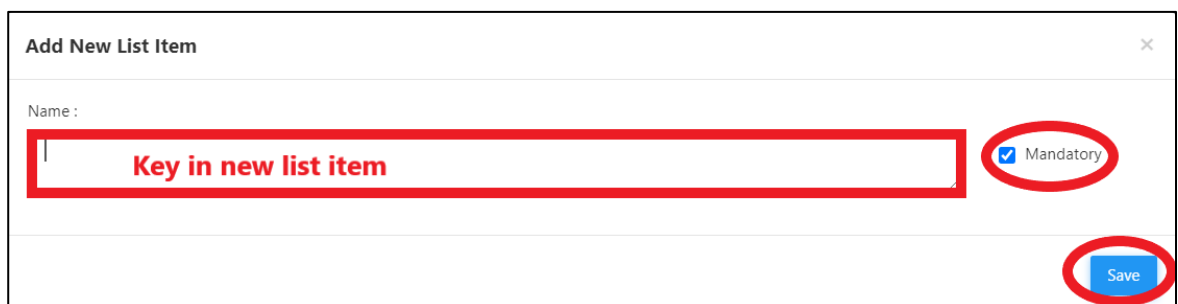 Add New List Item ×
Name :
Key in new list item
Mandatory
Save